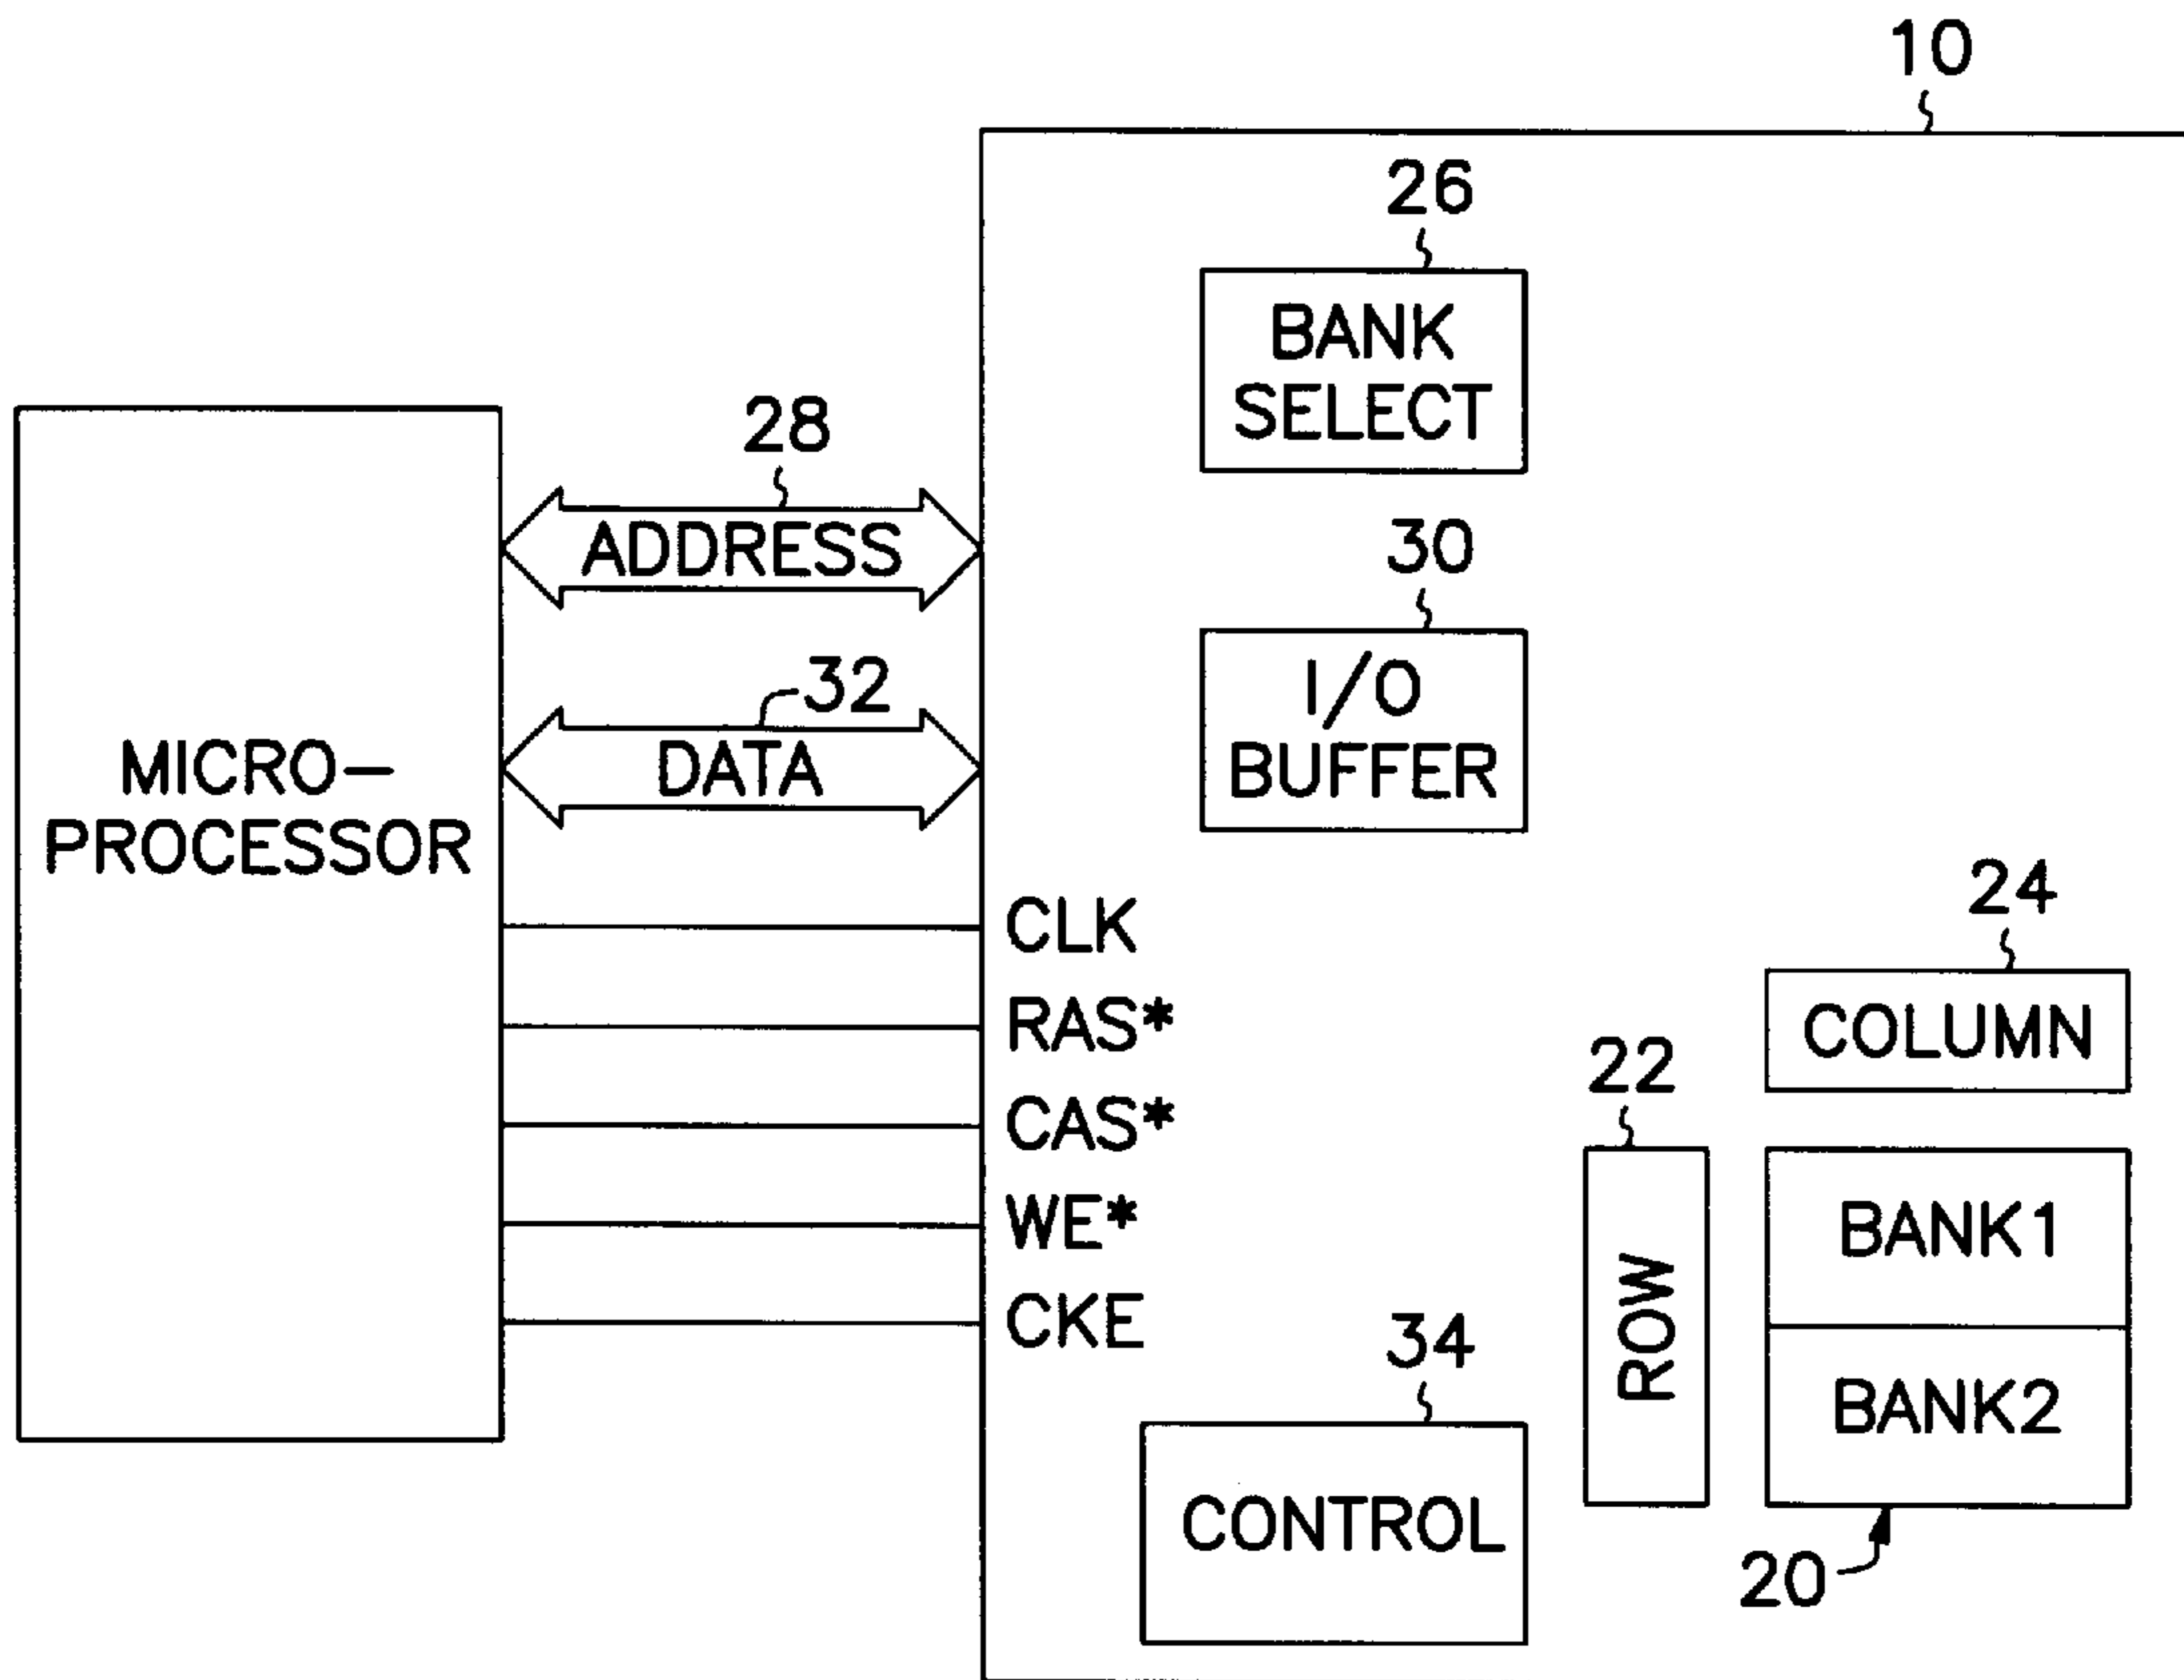 10
26
BANK
SELECT
28
ADDRESS
30
I/O
BUFFER
32
DATA
MICRO-
PROCESSOR
CLK
RAS*
CAS*
WE*
CKE
24
COLUMN
22
ROW
BANK1
BANK2
20
34
CONTROL